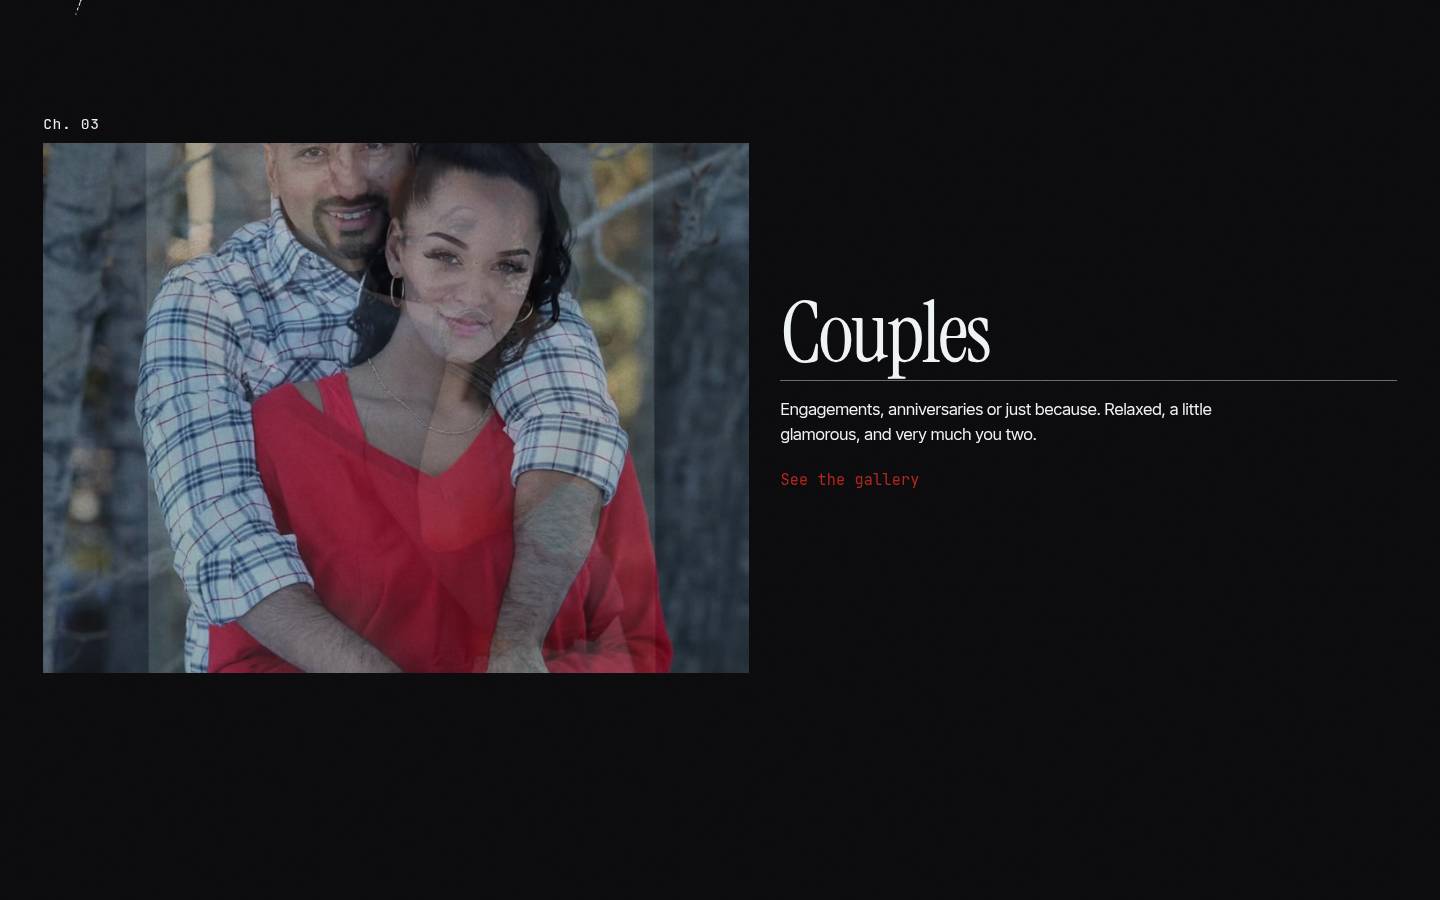 Ch. 03
Couples
Engagements, anniversaries or just because. Relaxed, a little
glamorous, and very much you two.
See the gallery